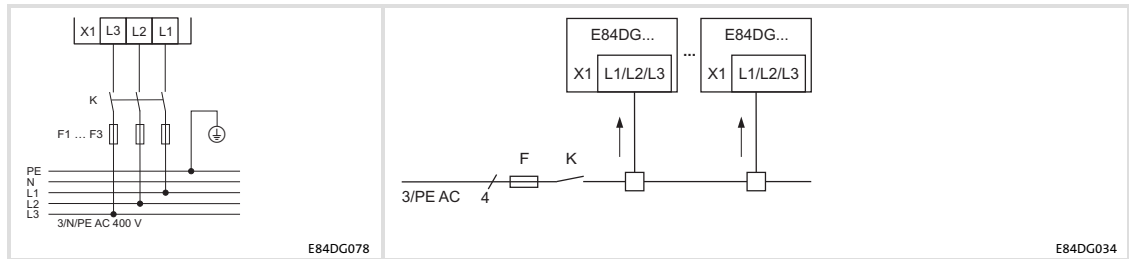 X1 L3 L2 L1
K
F1 ... F3
PE
N
L1
L2
L3
3/N/PE AC 400 V
E84DG078
E84DG... ... E84DG...
X1 L1/L2/L3 X1 L1/L2/L3
F K
3/PE AC 4
E84DG034